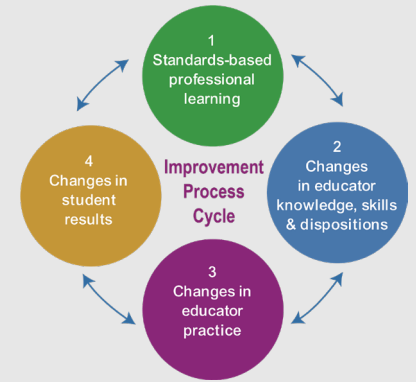 1
Standards-based
professional
learning
2
Changes
in educator
knowledge, skills
& dispositions
3
Changes in
educator
practice
4
Changes in
student
results
Improvement
Process
Cycle